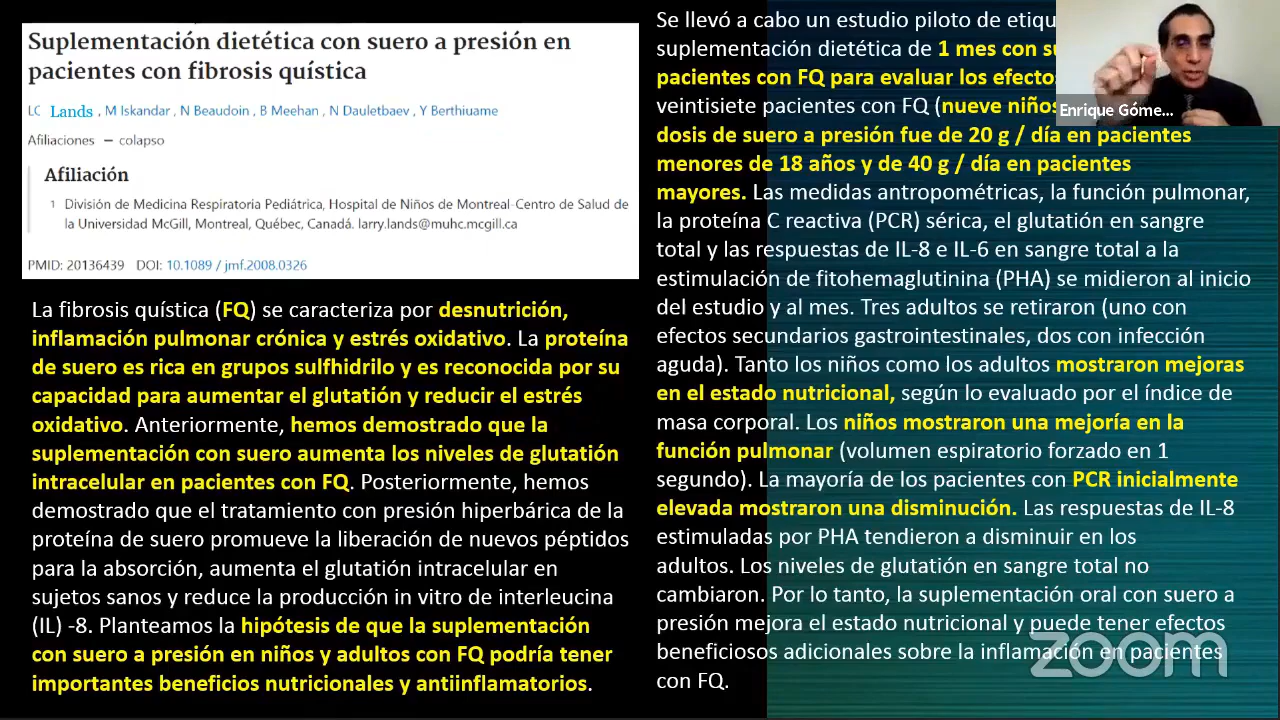 Suplementación dietética con suero a presión en
pacientes con fibrosis quística
LC Lands , M Iskandar , N Beaudoin , B Meehan , N Dauletbaev , Y Berthiuame
Afiliaciones — colapso
Afiliación
1 División de Medicina Respiratoria Pediátrica, Hospital de Niños de Montreal-Centro de Salud de
la Universidad McGill, Montreal, Québec, Canadá. larry.lands@muhc.mcgill.ca
PMID: 20136439 DOI: 10.1089 / jmf.2008.0326
La fibrosis quística (FQ) se caracteriza por desnutrición,
inflamación pulmonar crónica y estrés oxidativo. La proteína
de suero es rica en grupos sulfhidrilo y es reconocida por su
capacidad para aumentar el glutatión y reducir el estrés
oxidativo. Anteriormente, hemos demostrado que la
suplementación con suero aumenta los niveles de glutatión
intracelular en pacientes con FQ. Posteriormente, hemos
demostrado que el tratamiento con presión hiperbárica de la
proteína de suero promueve la liberación de nuevos péptidos
para la absorción, aumenta el glutatión intracelular en
sujetos sanos y reduce la producción in vitro de interleucina
(IL) -8. Planteamos la hipótesis de que la suplementación
con suero a presión en niños y adultos con FQ podría tener
importantes beneficios nutricionales y antiinflamatorios.
Se llevó a cabo un estudio piloto de
suplementación dietética de 1 mes con
pacientes con FQ para evaluar los
veintisiete pacientes con FQ (nueve niños
dosis de suero a presión fue de 20 g / día en pacientes
menores de 18 años y de 40 g / día en pacientes
mayores. Las medidas antropométricas, la función pulmonar,
la proteína C reactiva (PCR) sérica, el glutatión en sangre
total y las respuestas de IL-8 e IL-6 en sangre total a la
estimulación de fitohemaglutinina (PHA) se midieron al inicio
del estudio y al mes. Tres adultos se retiraron (uno con
efectos secundarios gastrointestinales, dos con infección
aguda). Tanto los niños como los adultos mostraron mejoras
en el estado nutricional, según lo evaluado por el índice de
masa corporal. Los niños mostraron una mejoría en la
función pulmonar (volumen espiratorio forzado en 1
segundo). La mayoría de los pacientes con PCR inicialmente
elevada mostraron una disminución. Las respuestas de IL-8
estimuladas por PHA tendieron a disminuir en los
adultos. Los niveles de glutatión en sangre total no
cambiaron. Por lo tanto, la suplementación oral con suero a
presión mejora el estado nutricional y puede tener efectos
beneficiosos adicionales sobre la inflamación en pacientes
con FQ.
Enrique Góme...
zoom